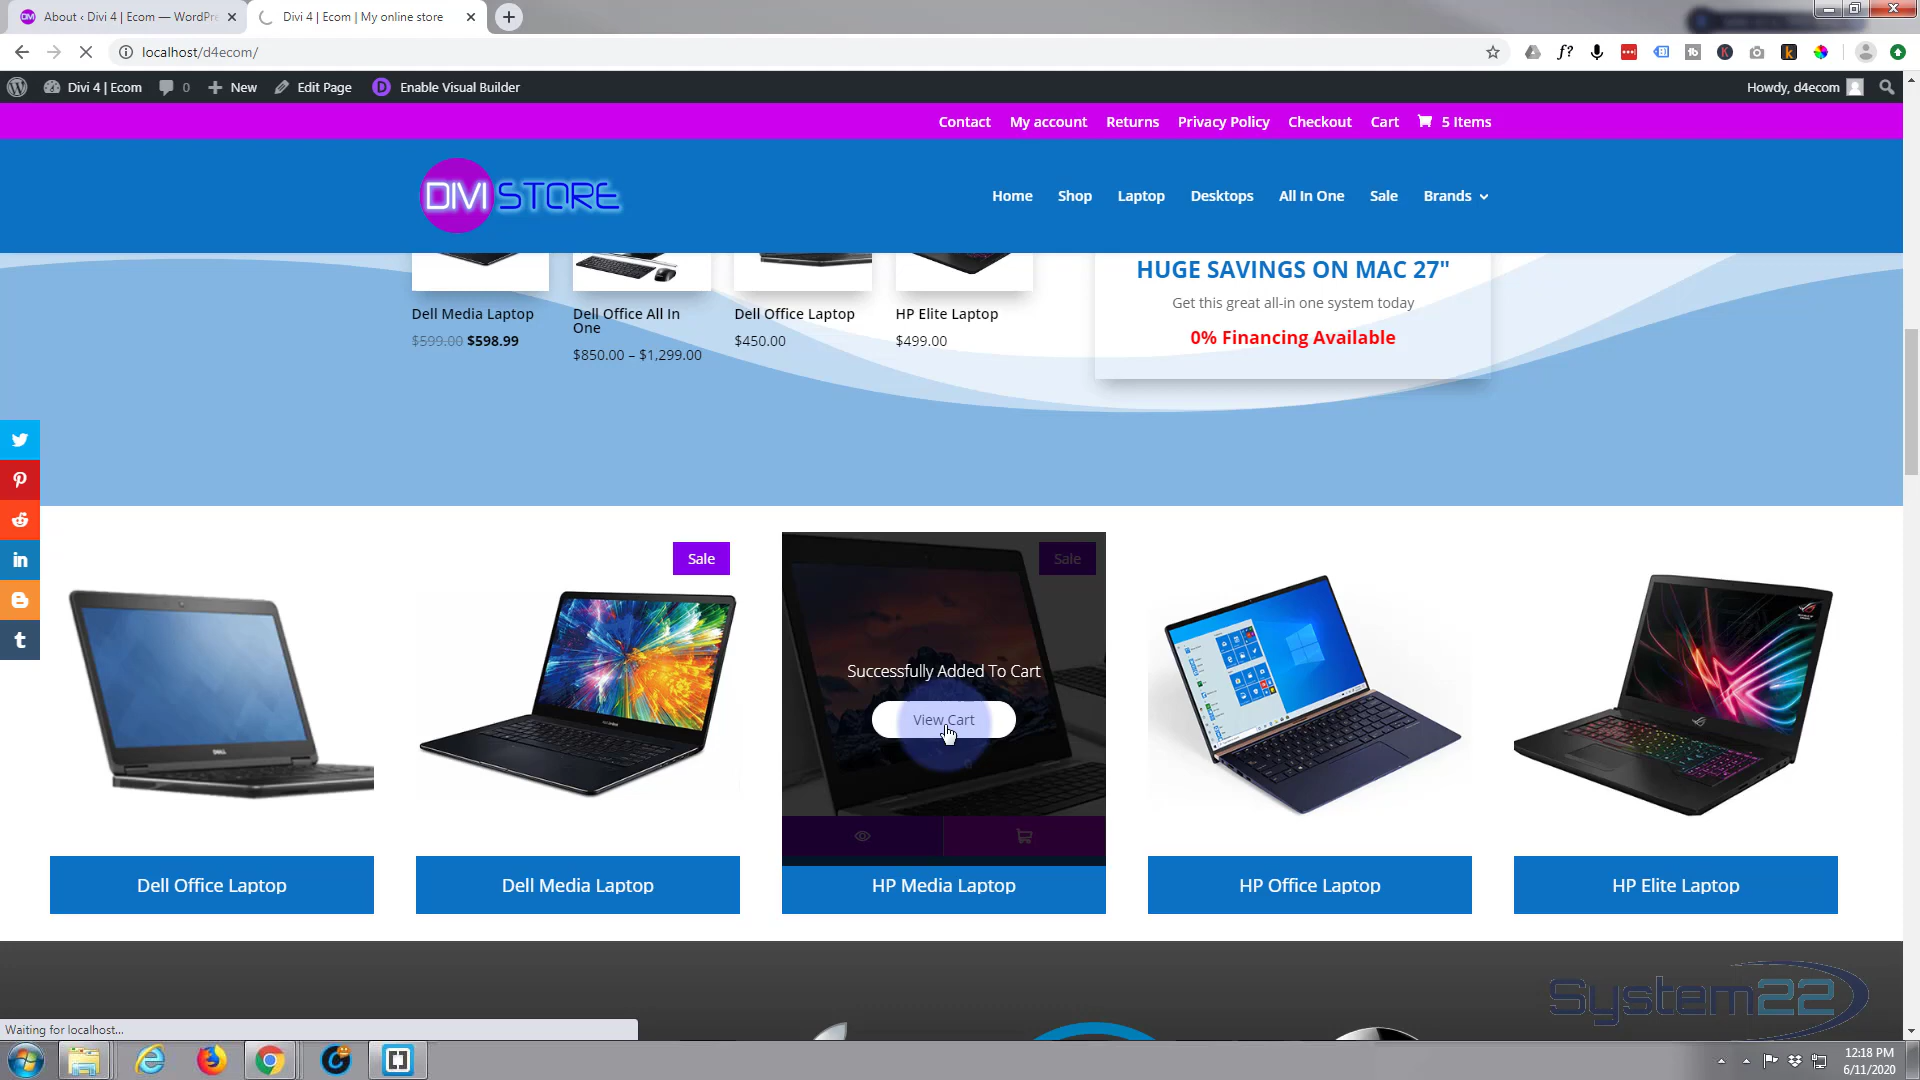 About ‹ Divi 4 | Ecom — WordPre
Divi 4 | Ecom | My online store
localhost/d4ecom/
Divi 4 | Ecom
0
New
Edit Page
D
Enable Visual Builder
Howdy, d4ecom
Contact
My account
Returns
Privacy Policy
Checkout
Cart
5 Items
DIVI STORE
Home
Shop
Laptop
Desktops
All In One
Sale
Brands
HUGE SAVINGS ON MAC 27"
Get this great all-in one system today
0% Financing Available
Dell Media Laptop
$599.00 $598.99
Dell Office All In
One
$850.00 – $1,299.00
Dell Office Laptop
$450.00
HP Elite Laptop
$499.00
Sale
Sale
Successfully Added To Cart
View Cart
Dell Office Laptop
Dell Media Laptop
HP Media Laptop
HP Office Laptop
HP Elite Laptop
System22
Waiting for localhost...
12:18 PM
6/11/2020